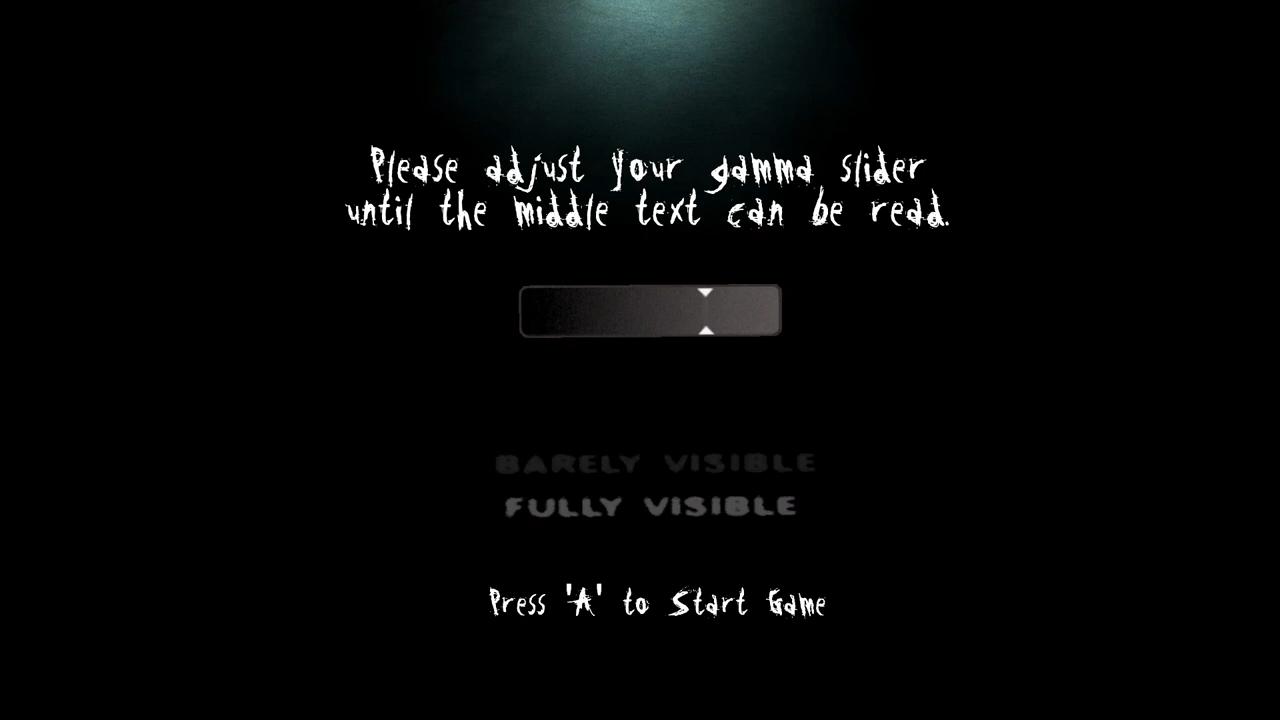 Please adjust your gamma slider
until the middle text can be read.
BARELY VISIBLE
FULLY VISIBLE
Press 'A' to Start Game